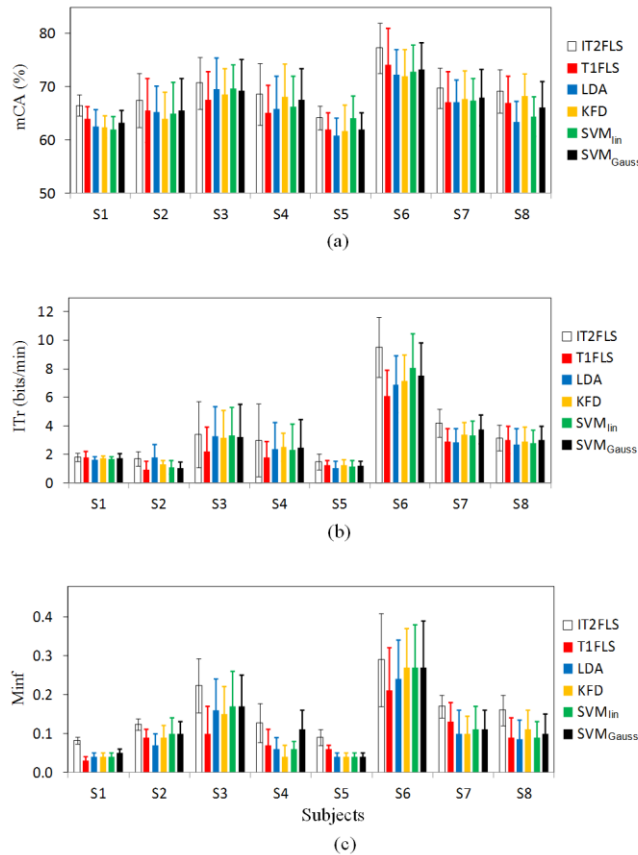 mCA (%)
80
70
60
50
S1 S2 S3 S4 S5 S6 S7 S8
IT2FLS
T1FLS
LDA
KFD
SVMlin
SVMGauss
(a)
ITr (bits/min)
12
10
8
6
4
2
0
S1 S2 S3 S4 S5 S6 S7 S8
IT2FLS
T1FLS
LDA
KFD
SVMlin
SVMGauss
(b)
Minf
0.4
0.3
0.2
0.1
0.0
S1 S2 S3 S4 S5 S6 S7 S8
Subjects
IT2FLS
T1FLS
LDA
KFD
SVMlin
SVMGauss
(c)